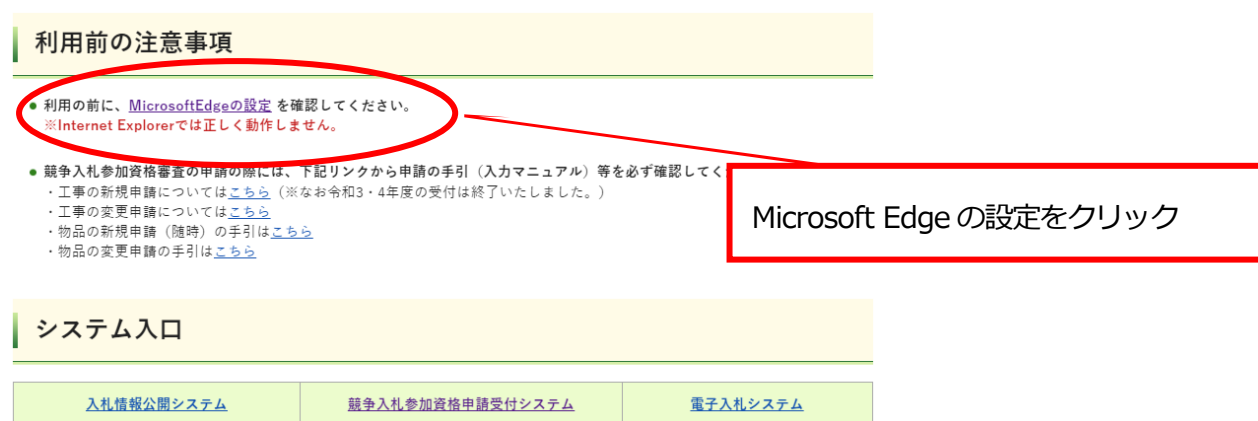 利用前の注意事項
利用の前に、MicrosoftEdgeの設定 を確認してください。
※Internet Explorerでは正しく動作しません。
競争入札参加資格審査の申請の際には、下記リンクから申請の手引（入力マニュアル）等を必ず確認してく
・工事の新規申請についてはこちら（※なお令和3・4年度の受付は終了いたしました。）
・工事の変更申請についてはこちら
・物品の新規申請（随時）の手引はこちら
・物品の変更申請の手引はこちら
Microsoft Edge の設定をクリック
システム入口
入札情報公開システム
競争入札参加資格申請受付システム
電子入札システム